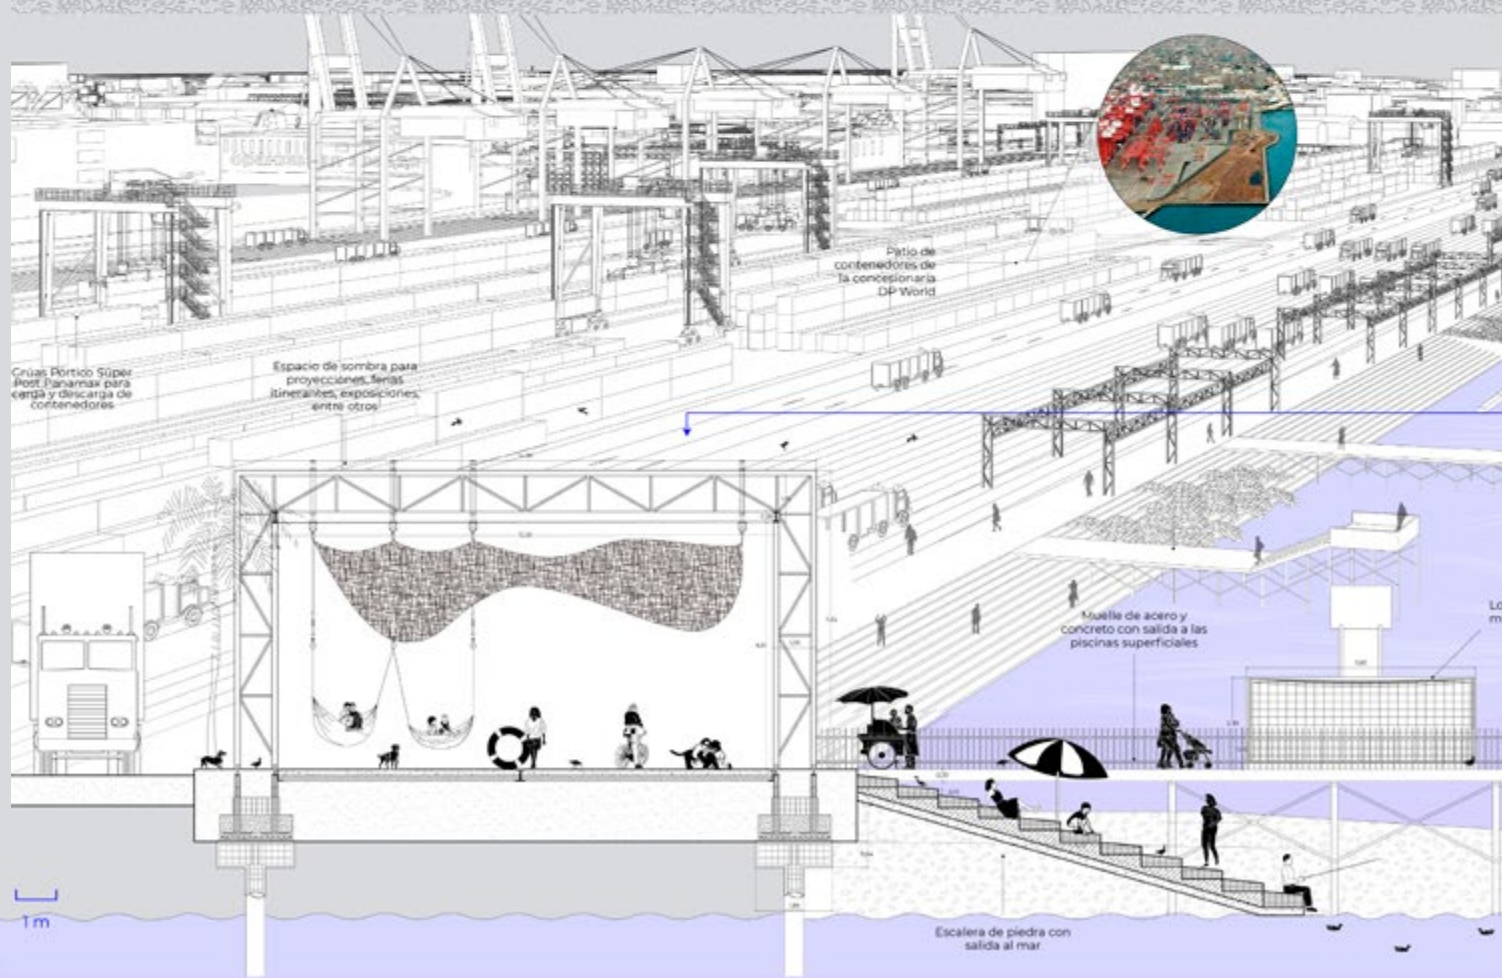 Patio de
contenedores de
la concesionaria
DP World
Grúas Pórtico Súper
Post Panamax para
carga y descarga de
contenedores
Espacio de sombra para
proyecciones, ferias
itinerantes, exposiciones,
entre otros
Muelle de acero y
concreto con salida a las
piscinas superficiales
Lo
m
1 m
Escalera de piedra con
salida al mar